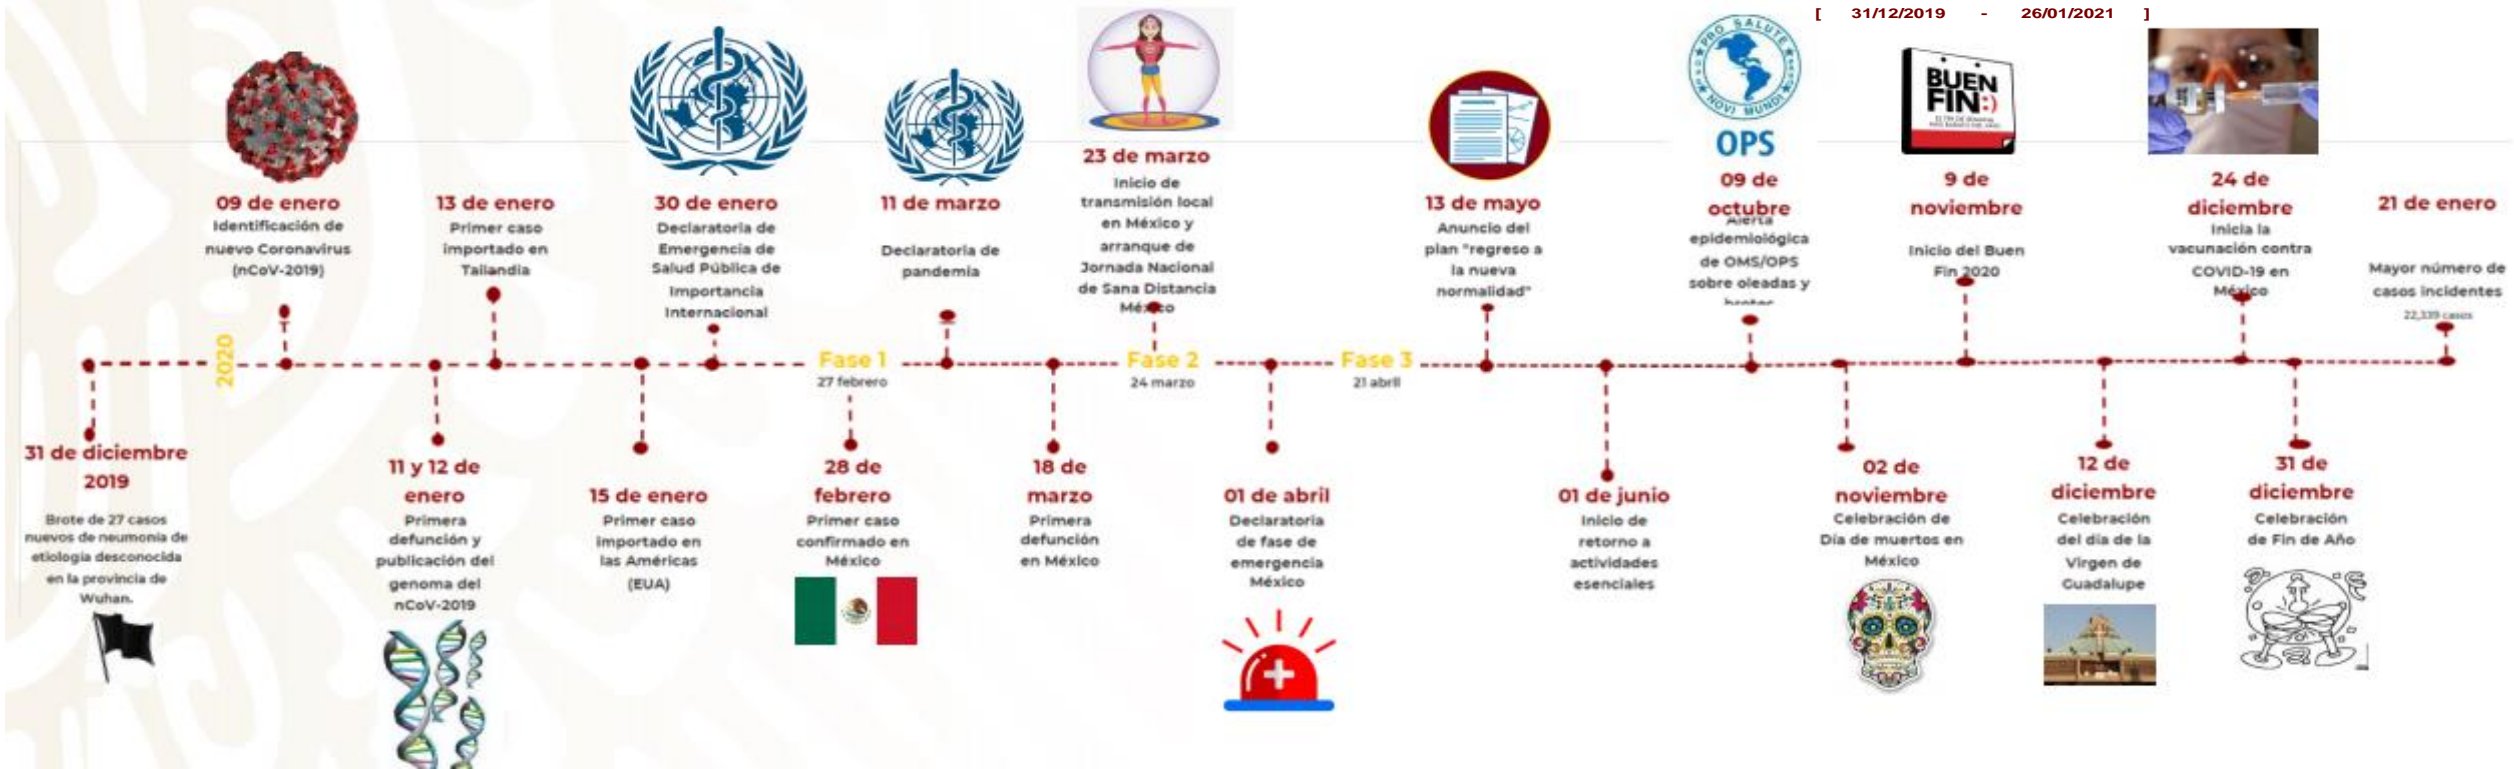 [ 31/12/2019 - 26/01/2021 ]
PRO SALUTE
NOVI MUNDI
OPS
BUEN
FIN:)
09 de enero
Identificación de
nuevo Coronavirus
(nCoV-2019)
13 de enero
Primer caso
importado en
Tailandia
30 de enero
Declaratoria de
Emergencia de
Salud Pública de
Importancia
Internacional
11 de marzo
Declaratoria de
pandemia
23 de marzo
Inicio de
transmisión local
en México y
arranque de
Jornada Nacional
de Sana Distancia
México
13 de mayo
Anuncio del
plan "regreso a
la nueva
normalidad"
09 de
octubre
Alerta
epidemiológica
de OMS/OPS
sobre oleadas y
brotes
9 de
noviembre
Inicio del Buen
Fin 2020
24 de
diciembre
Inicia la
vacunación contra
COVID-19 en
México
21 de enero
Mayor número de
casos incidentes
22,339 casos
2020
Fase 1
27 febrero
Fase 2
24 marzo
Fase 3
21 abril
31 de diciembre
2019
Brote de 27 casos
nuevos de neumonía de
etiología desconocida
en la provincia de
Wuhan.
11 y 12 de
enero
Primera
defunción y
publicación del
genoma del
nCoV-2019
15 de enero
Primer caso
importado en
las Américas
(EUA)
28 de
febrero
Primer caso
confirmado en
México
18 de
marzo
Primera
defunción
en México
01 de abril
Declaratoria
de fase de
emergencia
México
01 de junio
Inicio de
retorno a
actividades
esenciales
02 de
noviembre
Celebración de
Día de muertos en
México
12 de
diciembre
Celebración
del día de la
Virgen de
Guadalupe
31 de
diciembre
Celebración
de Fin de Año